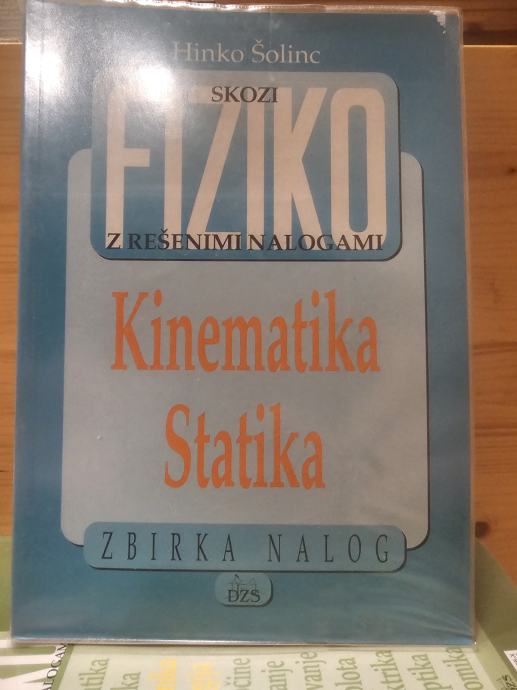 Hinko Šolinc
SKOZI
FIZIKO
Z REŠENIMI NALOGAMI
Kinematika
Statika
ZBIRKA NALOG
DZS